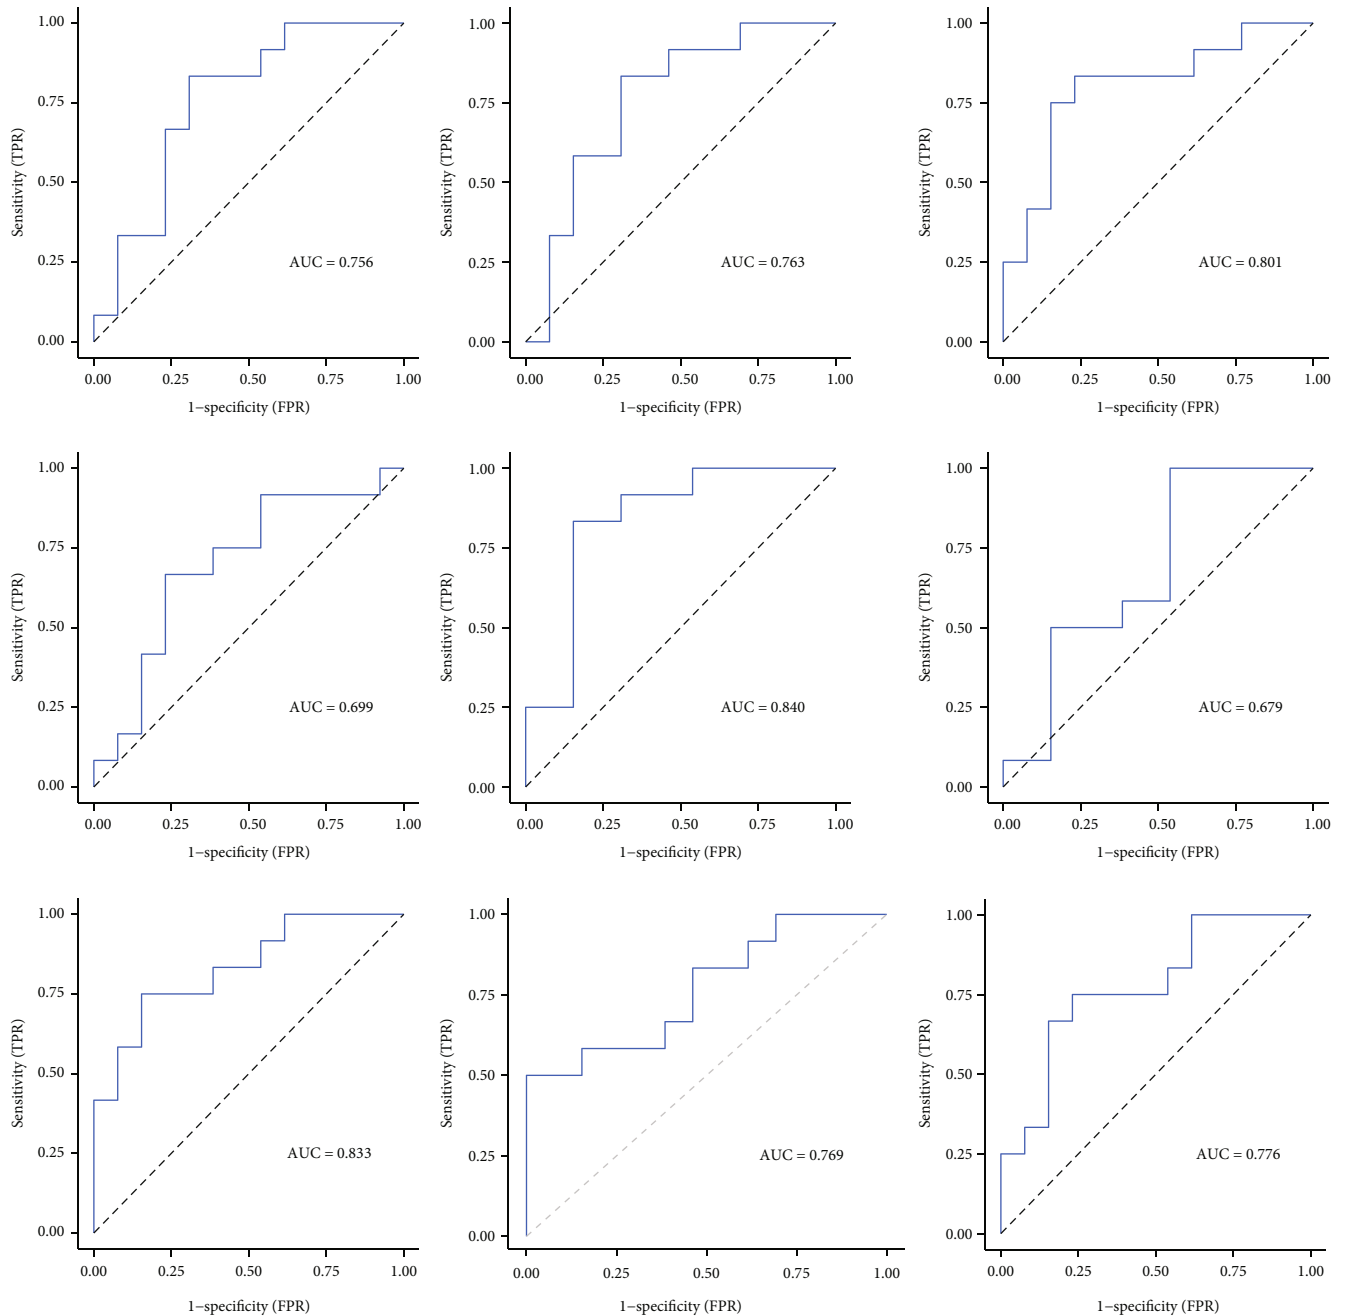 1.00
0.75
0.50
0.25
0.00
Sensitivity (TPR)
AUC = 0.756
0.00 0.25 0.50 0.75 1.00
1−specificity (FPR)
1.00
0.75
0.50
0.25
0.00
Sensitivity (TPR)
AUC = 0.763
0.00 0.25 0.50 0.75 1.00
1−specificity (FPR)
1.00
0.75
0.50
0.25
0.00
Sensitivity (TPR)
AUC = 0.801
0.00 0.25 0.50 0.75 1.00
1−specificity (FPR)
1.00
0.75
0.50
0.25
0.00
Sensitivity (TPR)
AUC = 0.699
0.00 0.25 0.50 0.75 1.00
1−specificity (FPR)
1.00
0.75
0.50
0.25
0.00
Sensitivity (TPR)
AUC = 0.840
0.00 0.25 0.50 0.75 1.00
1−specificity (FPR)
1.00
0.75
0.50
0.25
0.00
Sensitivity (TPR)
AUC = 0.679
0.00 0.25 0.50 0.75 1.00
1−specificity (FPR)
1.00
0.75
0.50
0.25
0.00
Sensitivity (TPR)
AUC = 0.833
0.00 0.25 0.50 0.75 1.00
1−specificity (FPR)
1.00
0.75
0.50
0.25
0.00
Sensitivity (TPR)
AUC = 0.769
0.00 0.25 0.50 0.75 1.00
1−specificity (FPR)
1.00
0.75
0.50
0.25
0.00
Sensitivity (TPR)
AUC = 0.776
0.00 0.25 0.50 0.75 1.00
1−specificity (FPR)